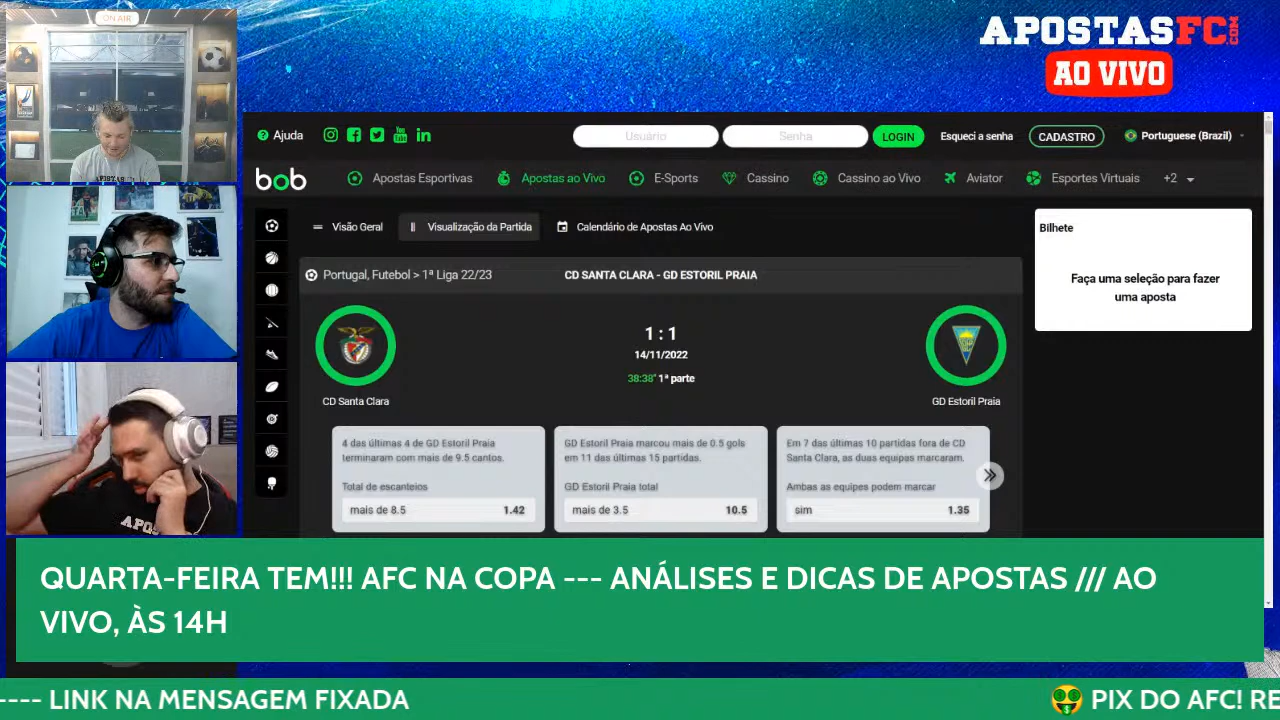 ON AIR
APOSTASFC.COM
AO VIVO
Ajuda
Usuário
Senha
LOGIN
Esqueci a senha
CADASTRO
Portuguese (Brazil)
bob
Apostas Esportivas
Apostas ao Vivo
E-Sports
Cassino
Cassino ao Vivo
Aviator
Esportes Virtuais
+2
Visão Geral
Visualização da Partida
Calendário de Apostas Ao Vivo
Bilhete
Faça uma seleção para fazer
uma aposta
Portugal, Futebol > 1ª Liga 22/23
CD SANTA CLARA - GD ESTORIL PRAIA
1 : 1
14/11/2022
38:38" 1ª parte
CD Santa Clara
GD Estoril Praia
4 das últimas 4 de GD Estoril Praia
terminaram com mais de 9.5 cantos.
Total de escanteios
mais de 8.5 1.42
GD Estoril Praia marcou mais de 0.5 gols
em 11 das últimas 15 partidas.
GD Estoril Praia total
mais de 3.5 10.5
Em 7 das últimas 10 partidas fora de CD
Santa Clara, as duas equipas marcaram.
Ambas as equipes podem marcar
sim 1.35
QUARTA-FEIRA TEM!!! AFC NA COPA --- ANÁLISES E DICAS DE APOSTAS /// AO
VIVO, ÀS 14H
---- LINK NA MENSAGEM FIXADA
PIX DO AFC! RE